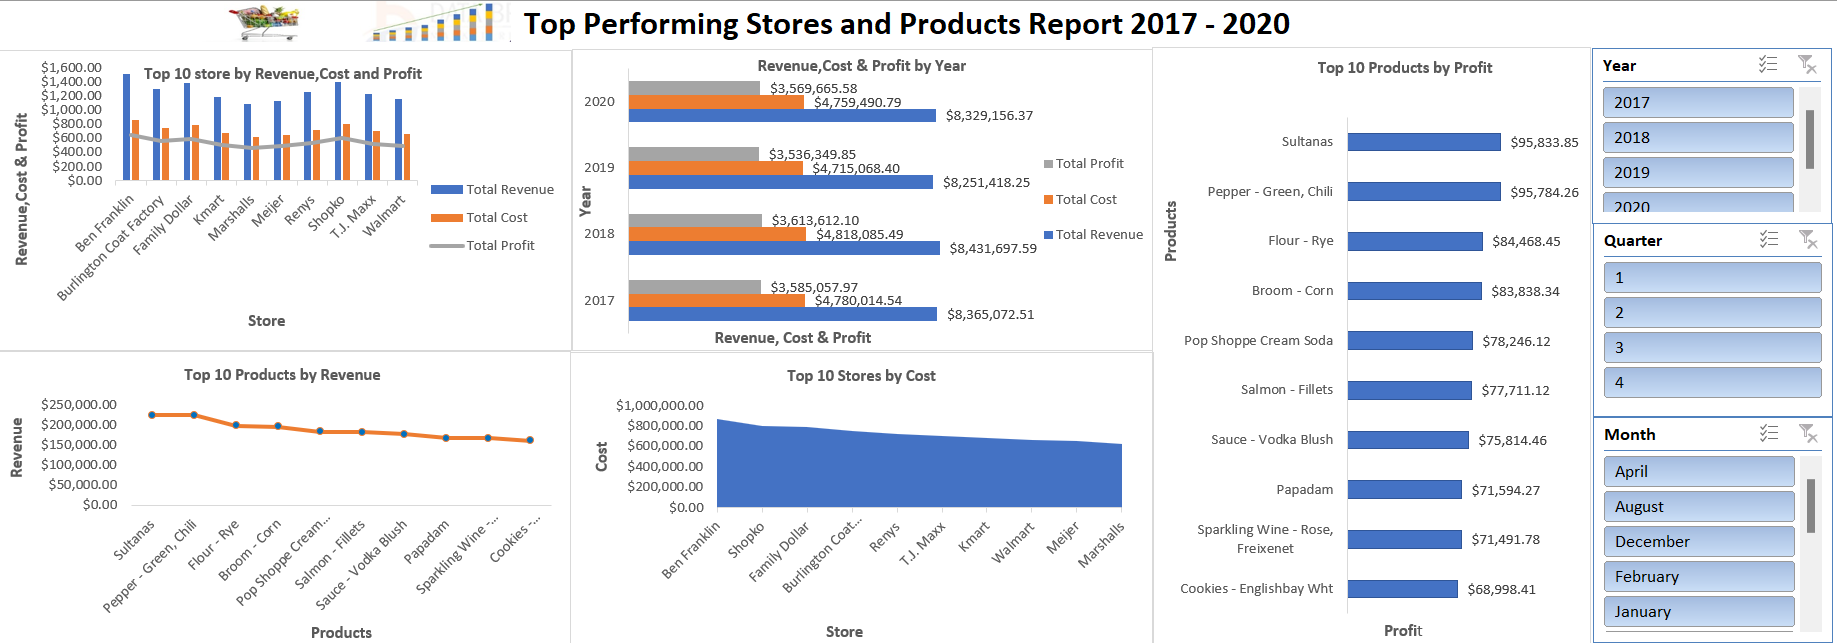 Top Performing Stores and Products Report 2017 - 2020
Top 10 store by Revenue,Cost and Profit
Revenue,Cost & Profit
$1,600.00
$1,400.00
$1,200.00
$1,000.00
$800.00
$600.00
$400.00
$200.00
$0.00
Ben Franklin
Burlington Coat Factory
Family Dollar
Kmart
Marshalls
Meijer
Renys
Shopko
T.J. Maxx
Walmart
Store
Total Revenue
Total Cost
Total Profit
Revenue,Cost & Profit by Year
Year
2020
$3,569,665.58
$4,759,490.79
$8,329,156.37
2019
$3,536,349.85
$4,715,068.40
$8,251,418.25
2018
$3,613,612.10
$4,818,085.49
$8,431,697.59
2017
$3,585,057.97
$4,780,014.54
$8,365,072.51
Revenue, Cost & Profit
Total Profit
Total Cost
Total Revenue
Top 10 Products by Profit
Products
Sultanas $95,833.85
Pepper - Green, Chili $95,784.26
Flour - Rye $84,468.45
Broom - Corn $83,838.34
Pop Shoppe Cream Soda $78,246.12
Salmon - Fillets $77,711.12
Sauce - Vodka Blush $75,814.46
Papadam $71,594.27
Sparkling Wine - Rose,
Freixenet $71,491.78
Cookies - Englishbay Wht $68,998.41
Profit
Top 10 Products by Revenue
Revenue
$250,000.00
$200,000.00
$150,000.00
$100,000.00
$50,000.00
$0.00
Sultanas
Pepper - Green, Chili
Flour - Rye
Broom - Corn
Pop Shoppe Cream...
Salmon - Fillets
Sauce - Vodka Blush
Papadam
Sparkling Wine -...
Cookies -...
Products
Top 10 Stores by Cost
Cost
$1,000,000.00
$800,000.00
$600,000.00
$400,000.00
$200,000.00
$0.00
Ben Franklin
Shopko
Family Dollar
Burlington Coat...
Renys
T.J. Maxx
Kmart
Walmart
Meijer
Marshalls
Store
Year
2017
2018
2019
2020
Quarter
1
2
3
4
Month
April
August
December
February
January